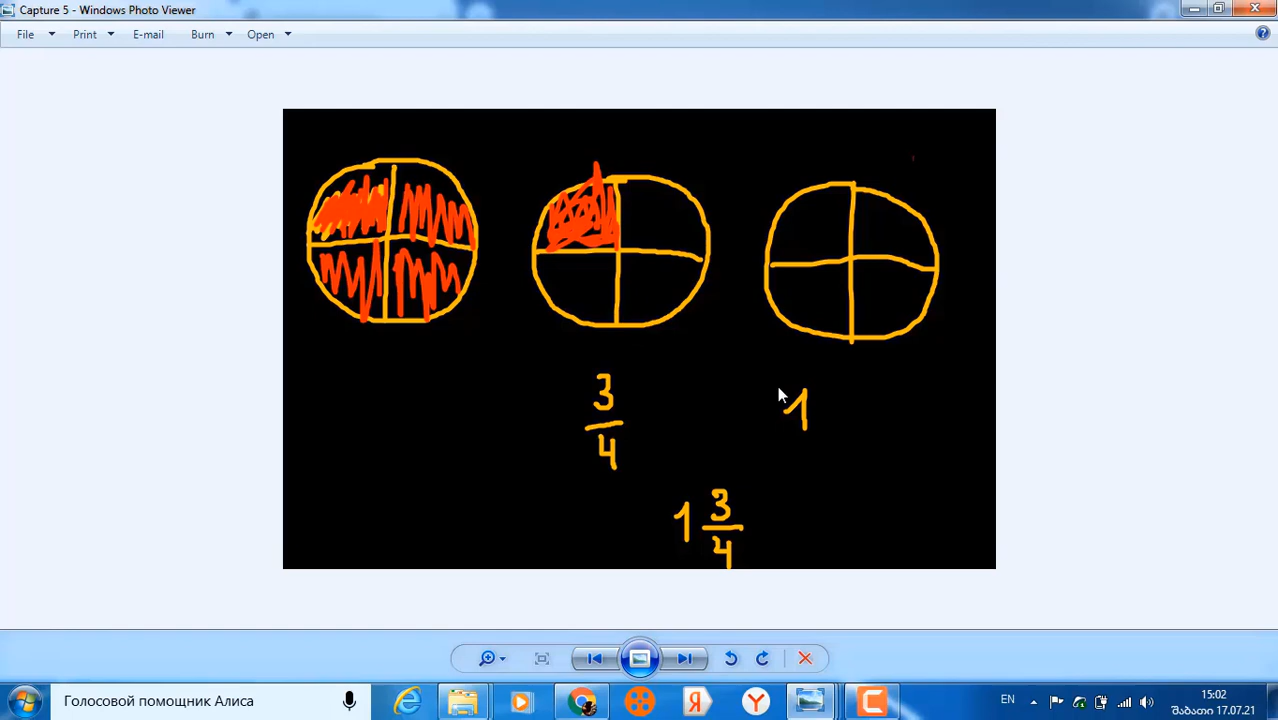 Capture 5 - Windows Photo Viewer
File Print E-mail Burn Open
3
4
1
1 3
4
Голосовой помощник Алиса
EN
15:02
შაბათი 17.07.21